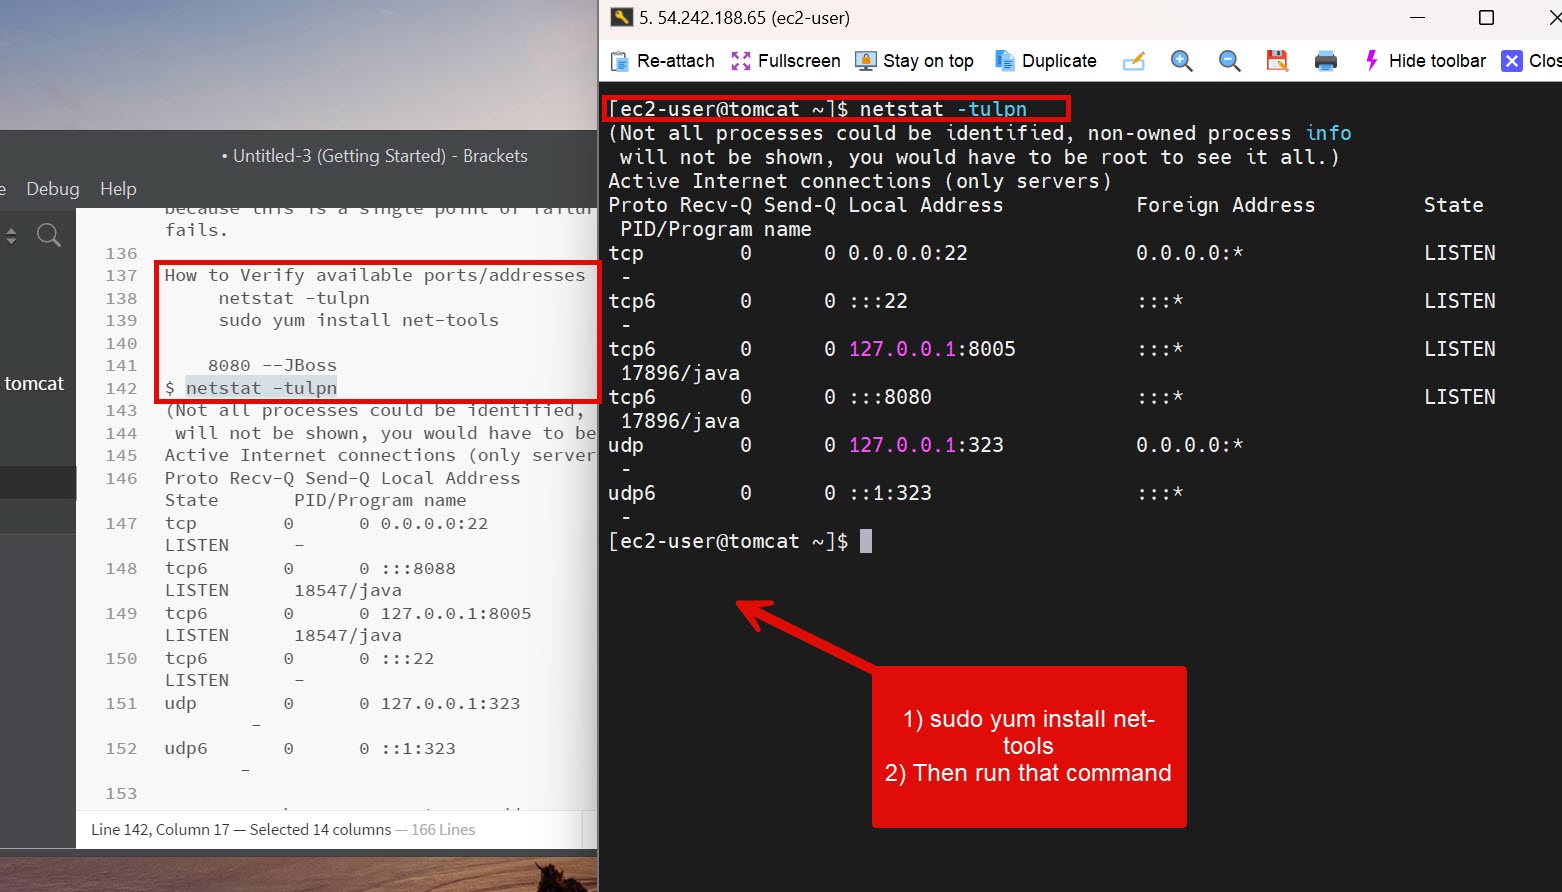 • Untitled-3 (Getting Started) - Brackets
e Debug Help
tomcat
because this is a single point of failur
fails.
136
137 How to Verify available ports/addresses
138 netstat -tulpn
139 sudo yum install net-tools
140
141 8080 --JBoss
142 $ netstat -tulpn
143 (Not all processes could be identified,
144 will not be shown, you would have to be
145 Active Internet connections (only server
146 Proto Recv-Q Send-Q Local Address
State PID/Program name
147 tcp 0 0 0.0.0.0:22
LISTEN -
148 tcp6 0 0 :::8088
LISTEN 18547/java
149 tcp6 0 0 127.0.0.1:8005
LISTEN 18547/java
150 tcp6 0 0 :::22
LISTEN -
151 udp 0 0 127.0.0.1:323
-
152 udp6 0 0 ::1:323
-
153
Line 142, Column 17 — Selected 14 columns — 166 Lines
5. 54.242.188.65 (ec2-user)
Re-attach Fullscreen Stay on top Duplicate Hide toolbar Clos
[ec2-user@tomcat ~]$ netstat -tulpn
(Not all processes could be identified, non-owned process info
will not be shown, you would have to be root to see it all.)
Active Internet connections (only servers)
Proto Recv-Q Send-Q Local Address Foreign Address State
PID/Program name
tcp 0 0 0.0.0.0:22 0.0.0.0:* LISTEN
-
tcp6 0 0 :::22 :::* LISTEN
-
tcp6 0 0 127.0.0.1:8005 :::* LISTEN
17896/java
tcp6 0 0 :::8080 :::* LISTEN
17896/java
udp 0 0 127.0.0.1:323 0.0.0.0:*
-
udp6 0 0 ::1:323 :::*
-
[ec2-user@tomcat ~]$
1) sudo yum install net-
tools
2) Then run that command